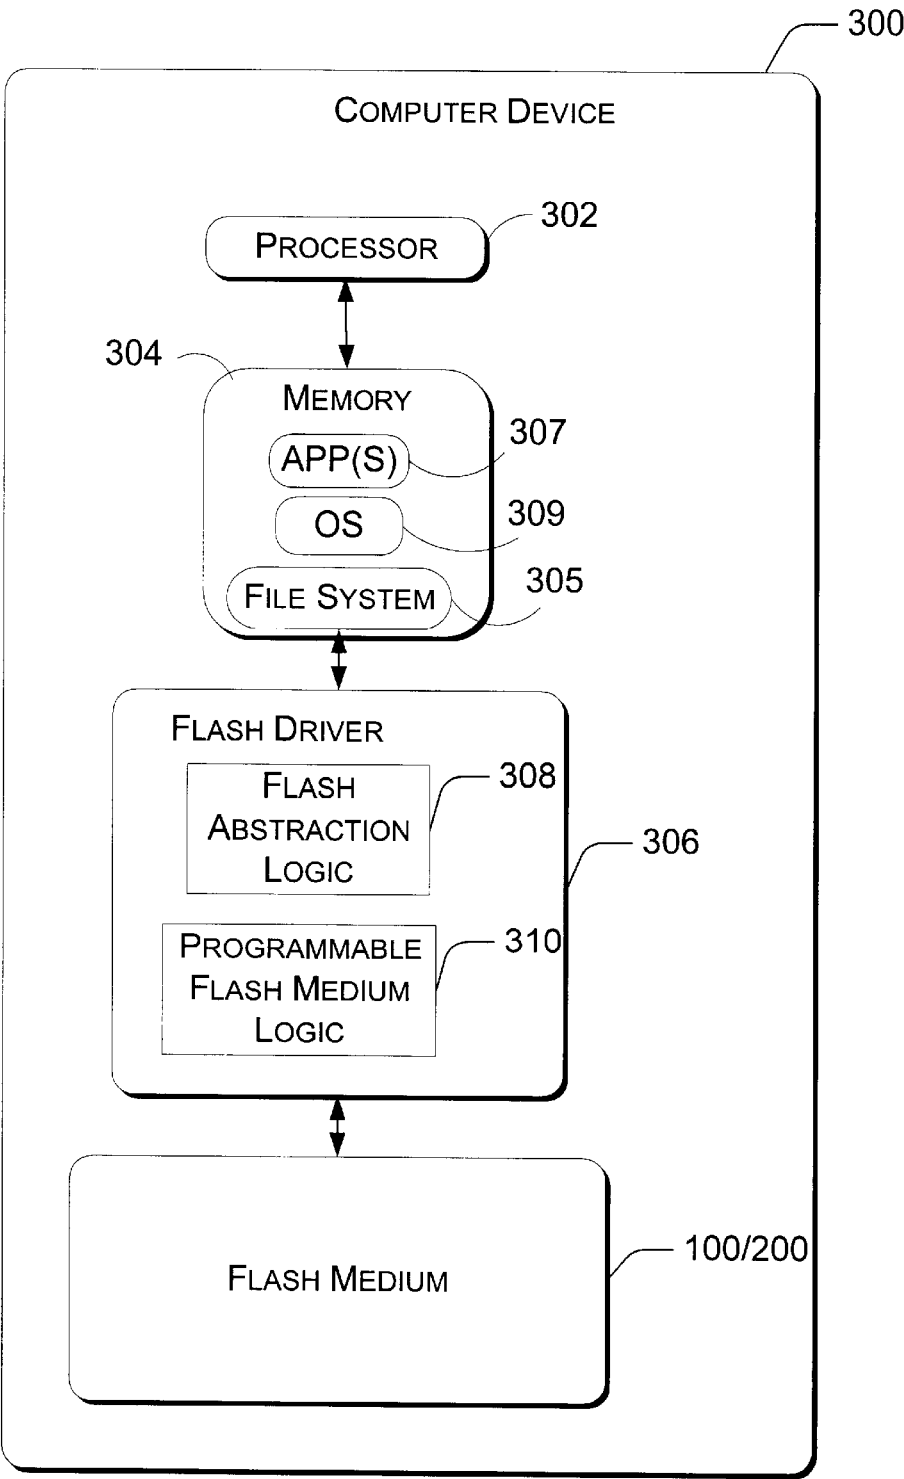 300
COMPUTER DEVICE
302
PROCESSOR
304
MEMORY
307
APP(S)
309
OS
305
FILE SYSTEM
FLASH DRIVER
308
FLASH
ABSTRACTION
LOGIC
306
310
PROGRAMMABLE
FLASH MEDIUM
LOGIC
100/200
FLASH MEDIUM